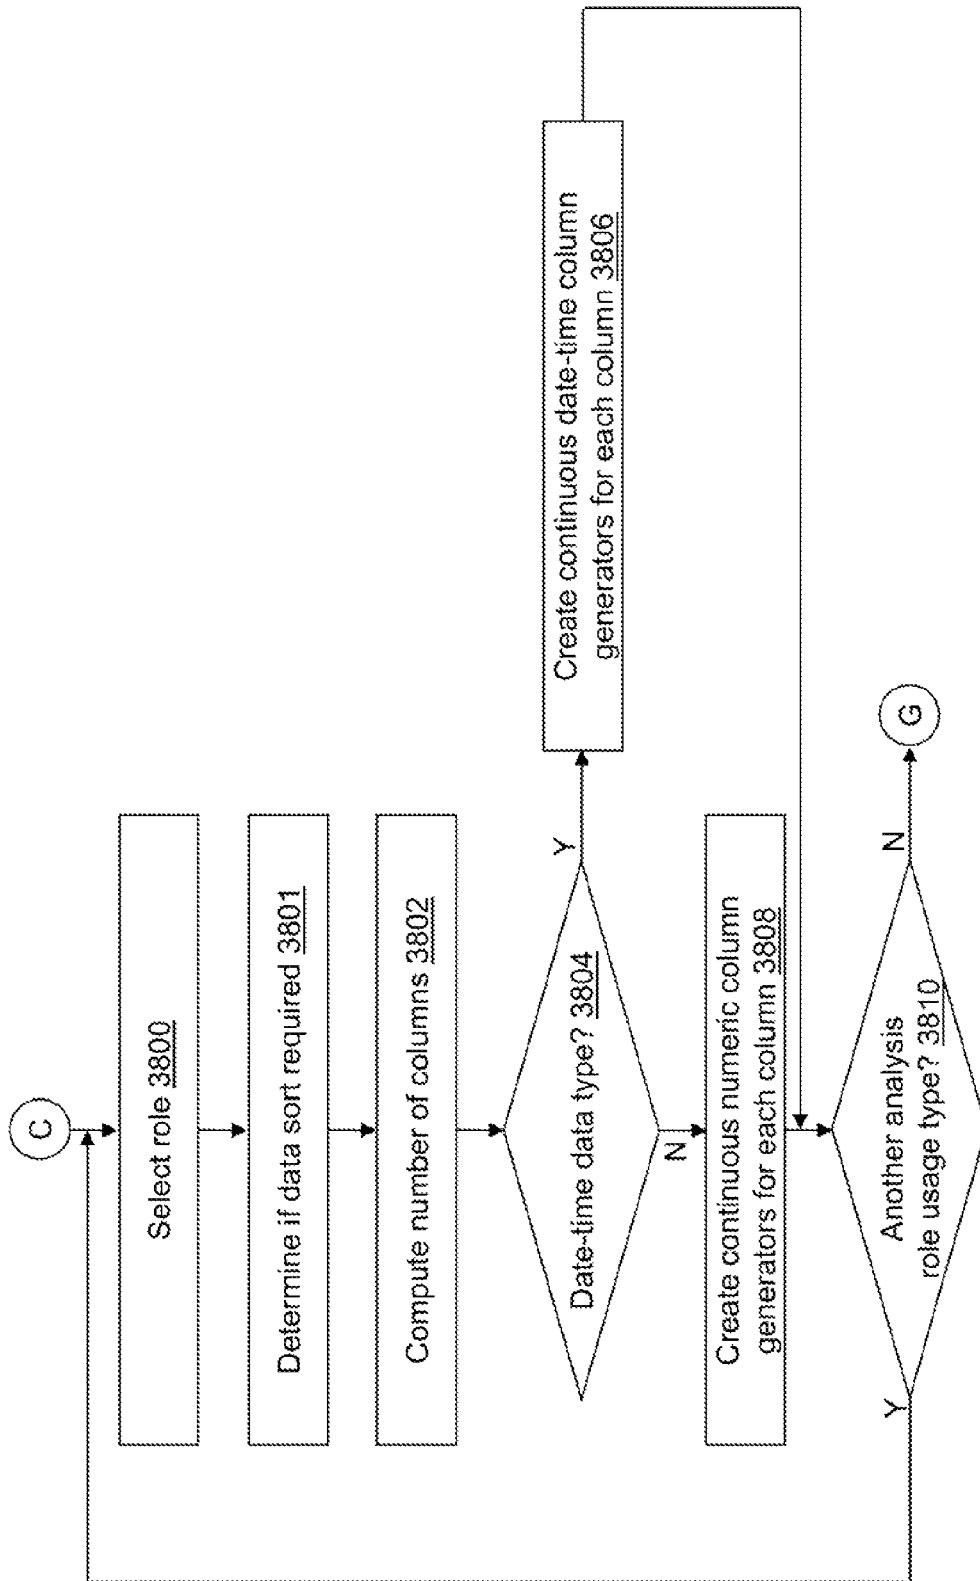 C
Select role 3800
Determine if data sort required 3801
Compute number of columns 3802
Date-time data type? 3804
Y
Create continuous date-time column
generators for each column 3806
N
Create continuous numeric column
generators for each column 3808
Another analysis
role usage type? 3810
Y
N
G